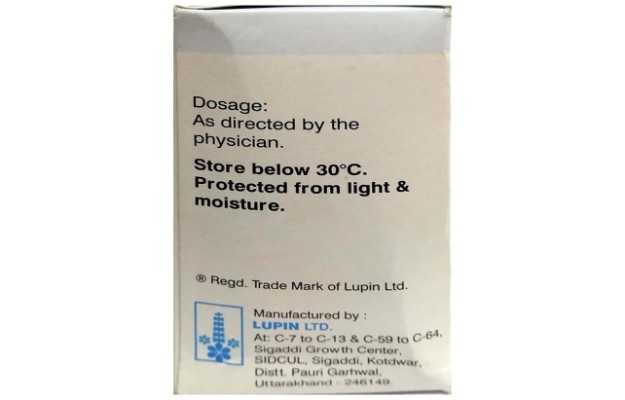 Dosage:
As directed by the
physician.
Store below 30°C.
Protected from light &
moisture.
® Regd. Trade Mark of Lupin Ltd.
Manufactured by :
LUPIN LTD.
At: C-7 to C-13 & C-59 to C-64,
Sigaddi Growth Center,
SIDCUL, Sigaddi, Kotdwar,
Distt. Pauri Garhwal,
Uttarakhand - 246149.